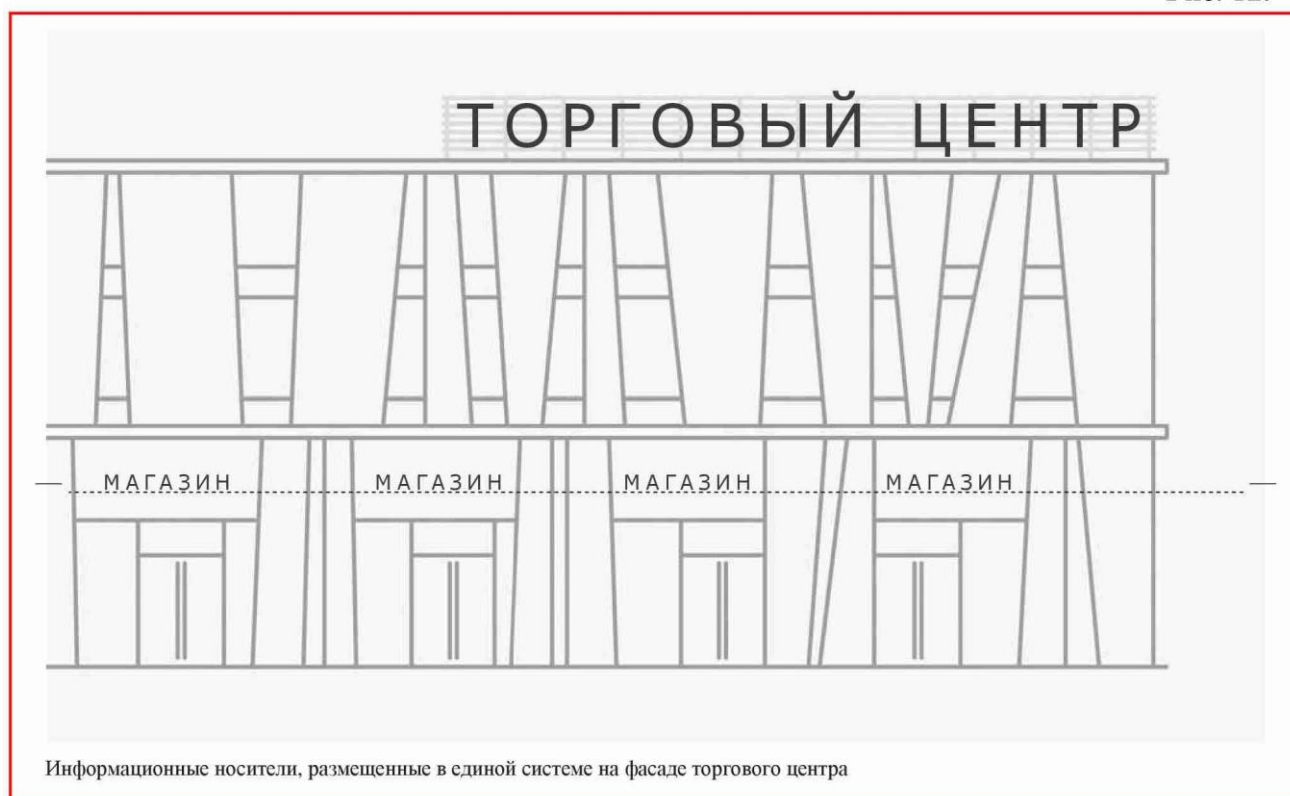 ТОРГОВЫЙ ЦЕНТР
МАГАЗИН МАГАЗИН МАГАЗИН МАГАЗИН
Информационные носители, размещенные в единой системе на фасаде торгового центра